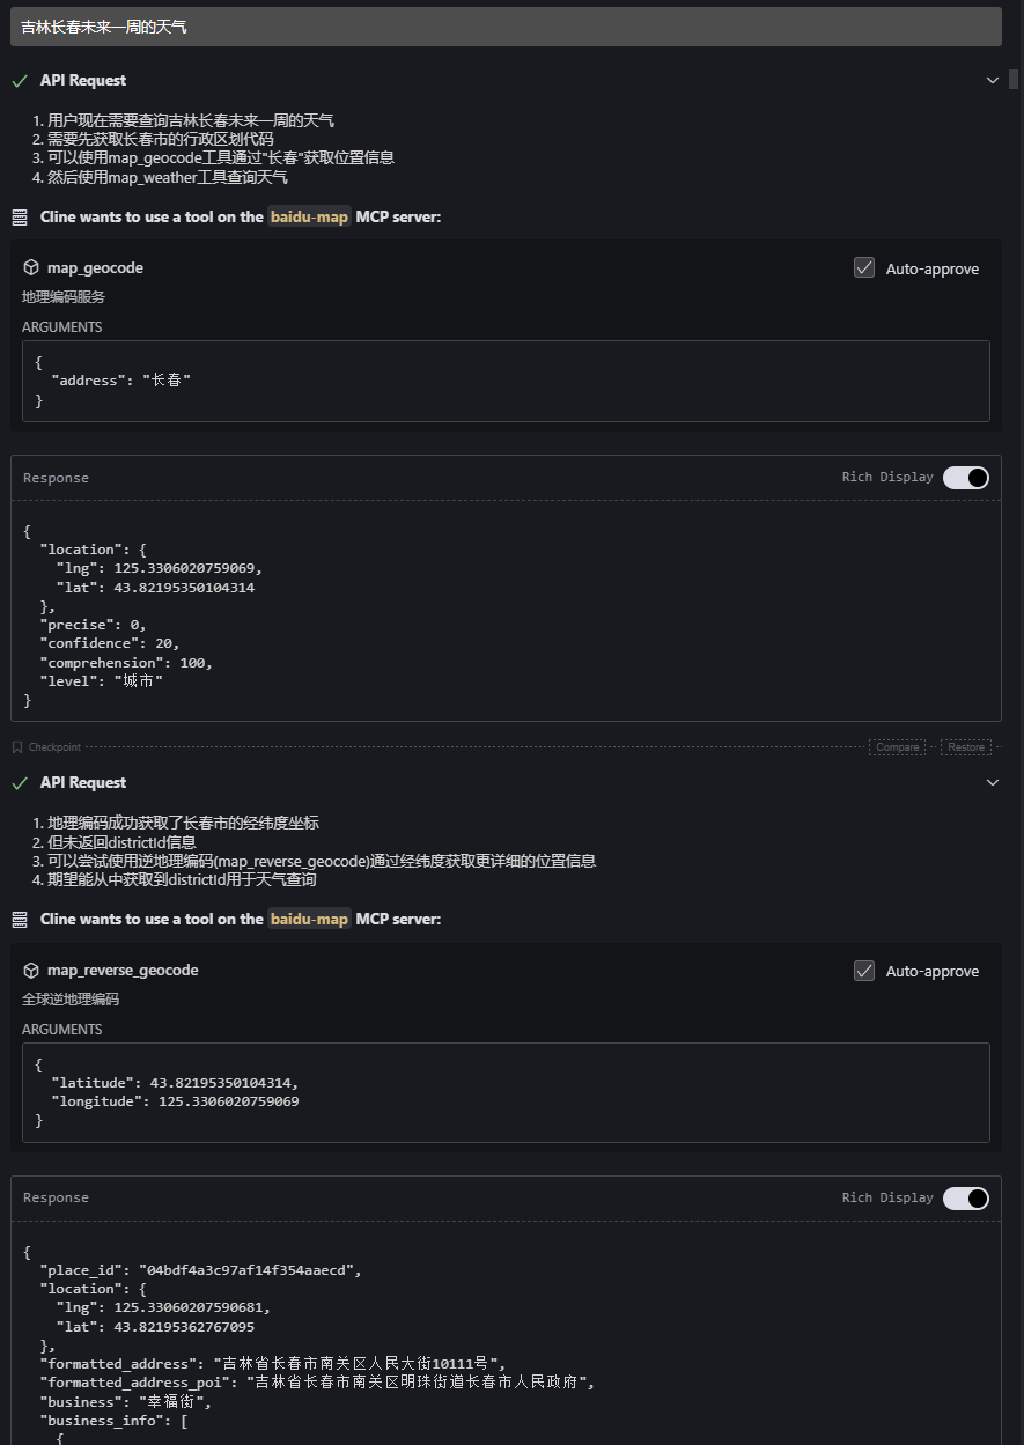 吉林长春未来一周的天气
API Request
1. 用户现在需要查询吉林长春未来一周的天气
2. 需要先获取长春市的行政区划代码
3. 可以使用map_geocode工具通过"长春"获取位置信息
4. 然后使用map_weather工具查询天气
Cline wants to use a tool on the baidu-map MCP server:
map_geocode
Auto-approve
地理编码服务
ARGUMENTS
{
"address": "长春"
}
Response
Rich Display
{
"location": {
"lng": 125.3306020759069,
"lat": 43.82195350104314
},
"precise": 0,
"confidence": 20,
"comprehension": 100,
"level": "城市"
}
Checkpoint
Compare
Restore
API Request
1. 地理编码成功获取了长春市的经纬度坐标
2. 但未返回districtId信息
3. 可以尝试使用逆地理编码(map_reverse_geocode)通过经纬度获取更详细的位置信息
4. 期望能从中获取到districtId用于天气查询
Cline wants to use a tool on the baidu-map MCP server:
map_reverse_geocode
Auto-approve
全球逆地理编码
ARGUMENTS
{
"latitude": 43.82195350104314,
"longitude": 125.3306020759069
}
Response
Rich Display
{
"place_id": "04bdf4a3c97af14f354aaecd",
"location": {
"lng": 125.33060207590681,
"lat": 43.82195362767095
},
"formatted_address": "吉林省长春市南关区人民大街10111号",
"formatted_address_poi": "吉林省长春市南关区明珠街道长春市人民政府",
"business": "幸福街",
"business_info": [
{